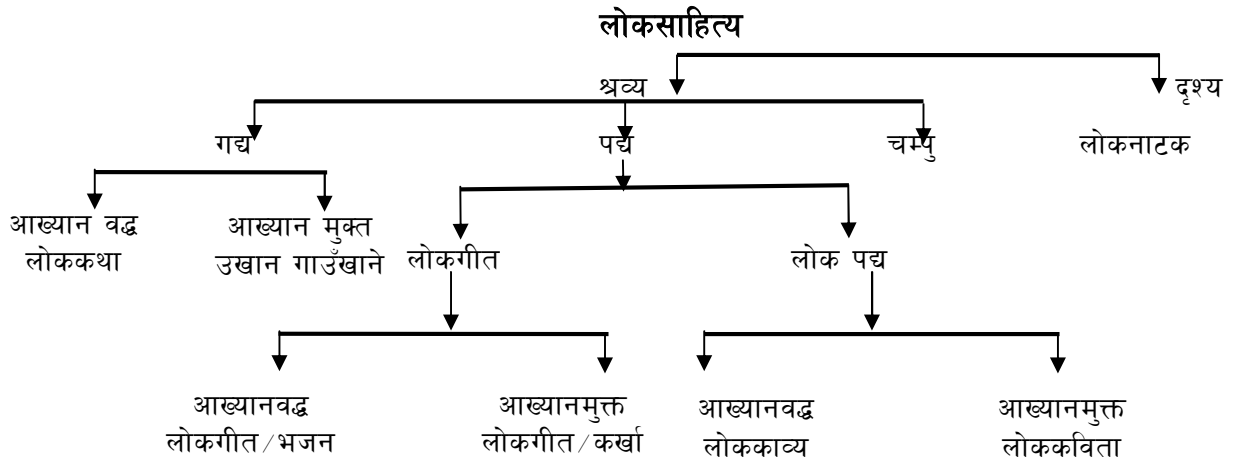 लोकसाहित्य
श्रव्य दृश्य
गद्य पद्य चम्पु लोकनाटक
आख्यान वद्ध
लोककथा
आख्यान मुक्त
उखान गाउँखाने
लोकगीत
लोक पद्य
आख्यानवद्ध
लोकगीत/भजन
आख्यानमुक्त
लोकगीत/कर्खा
आख्यानवद्ध
लोककाव्य
आख्यानमुक्त
लोककविता